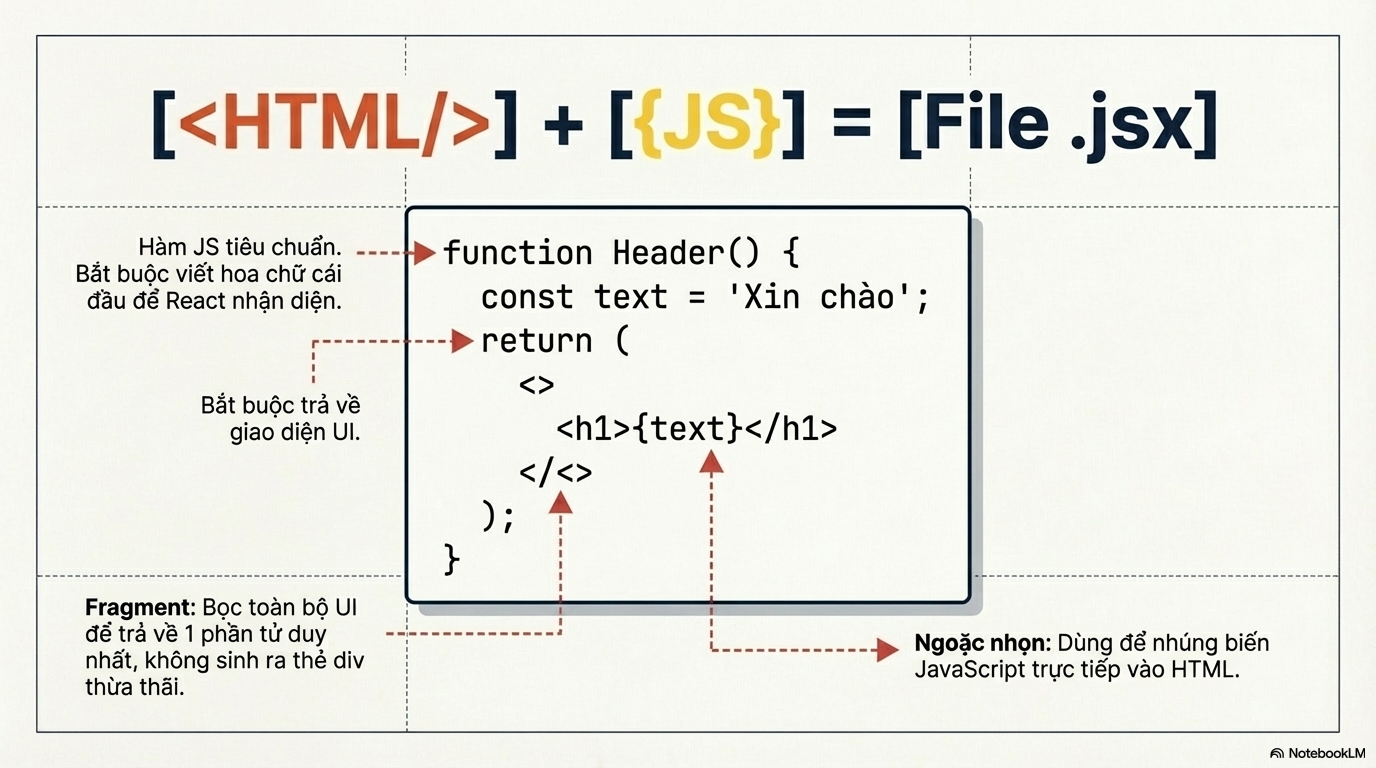 [<HTML/>] + [{JS}] = [File .jsx]
Hàm JS tiêu chuẩn.
Bắt buộc viết hoa chữ cái
đầu để React nhận diện.
Bắt buộc trả về
giao diện UI.
function Header() {
  const text = 'Xin chào';
  return (
    <>
      <h1>{text}</h1>
    </<>
  );
}
Fragment: Bọc toàn bộ UI
để trả về 1 phần tử duy
nhất, không sinh ra thẻ div
thừa thãi.
Ngoặc nhọn: Dùng để nhúng biến
JavaScript trực tiếp vào HTML.
NotebookLM